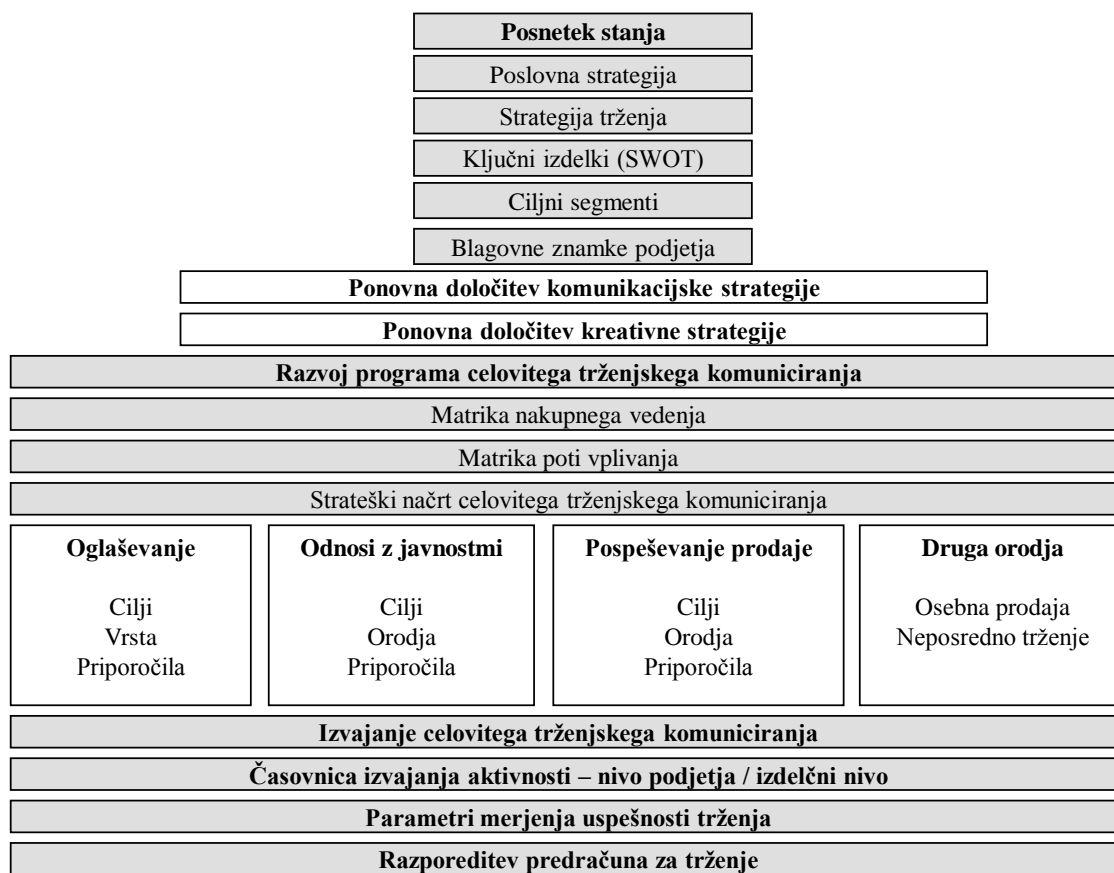 Posnetek stanja
Poslovna strategija
Strategija trženja
Ključni izdelki (SWOT)
Ciljni segmenti
Blagovne znamke podjetja
Ponovna določitev komunikacijske strategije
Ponovna določitev kreativne strategije
Razvoj programa celovitega trženjskega komuniciranja
Matrika nakupnega vedenja
Matrika poti vplivanja
Strateški načrt celovitega trženjskega komuniciranja
Oglaševanje
Cilji
Vrsta
Priporočila
Odnosi z javnostmi
Cilji
Orodja
Priporočila
Pospeševanje prodaje
Cilji
Orodja
Priporočila
Druga orodja
Osebna prodaja
Neposredno trženje
Izvajanje celovitega trženjskega komuniciranja
Časovnica izvajanja aktivnosti – nivo podjetja / izdelčni nivo
Parametri merjenja uspešnosti trženja
Razporeditev predračuna za trženje